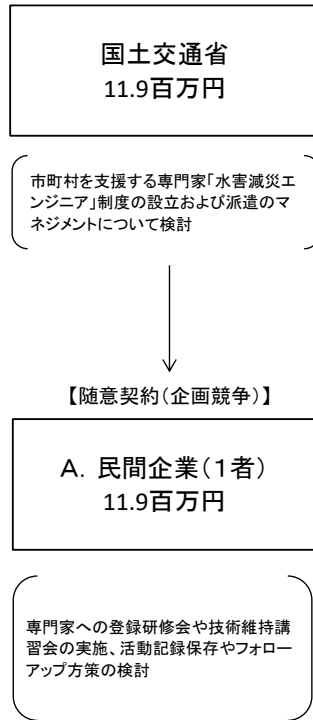 国土交通省
11.9百万円
市町村を支援する専門家「水害減災エ
ンジニア」制度の設立および派遣のマ
ネジメントについて検討
【随意契約（企画競争）】
A．民間企業（１者）
11.9百万円
専門家への登録研修会や技術維持講
習会の実施、活動記録保存やフォロー
アップ方策の検討